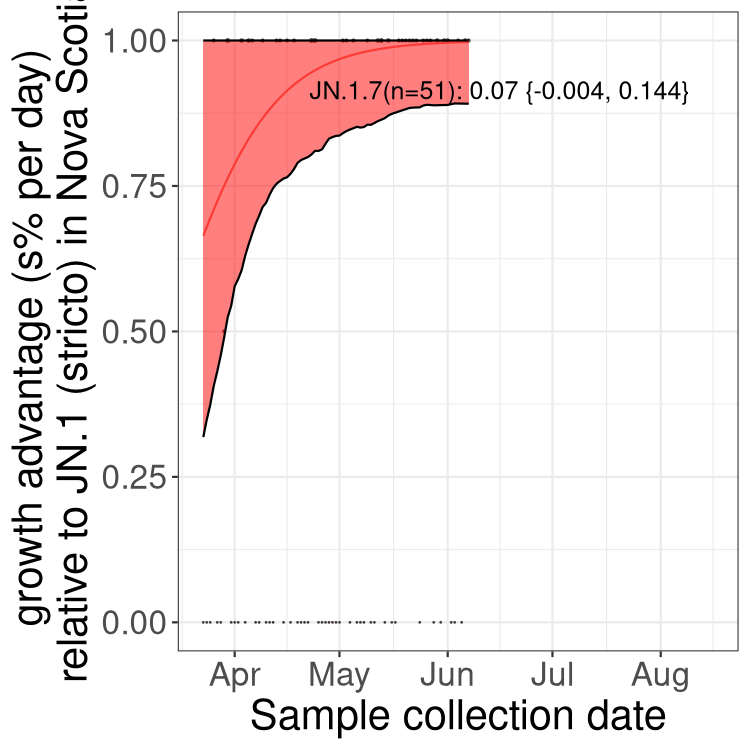 growth advantage (s% per day)
relative to JN.1 (stricto) in Nova Scotia
1.00
0.75
0.50
0.25
0.00
JN.1.7(n=51): 0.07 {-0.004, 0.144}
Apr May Jun Jul Aug
Sample collection date